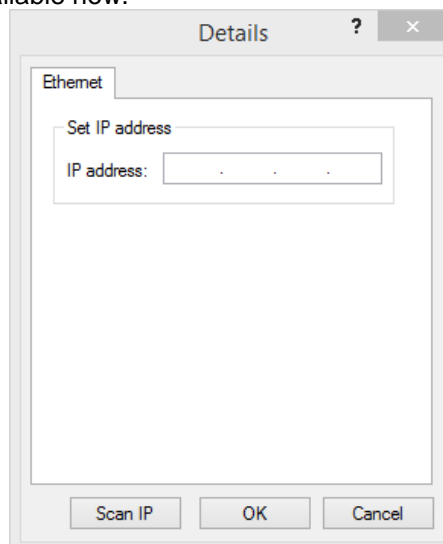 Details ? ×
Ethernet
Set IP address
IP address: . . .
Scan IP OK Cancel